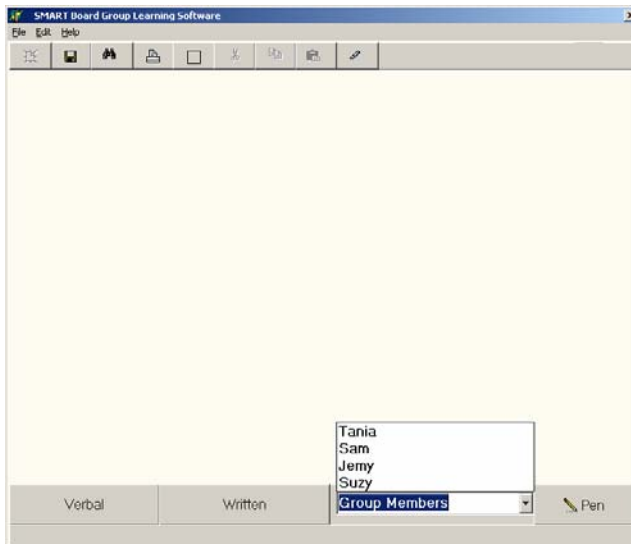 SMART Board Group Learning Software
File Edit Help
Tania
Sam
Jemy
Suzy
Verbal Written Group Members Pen